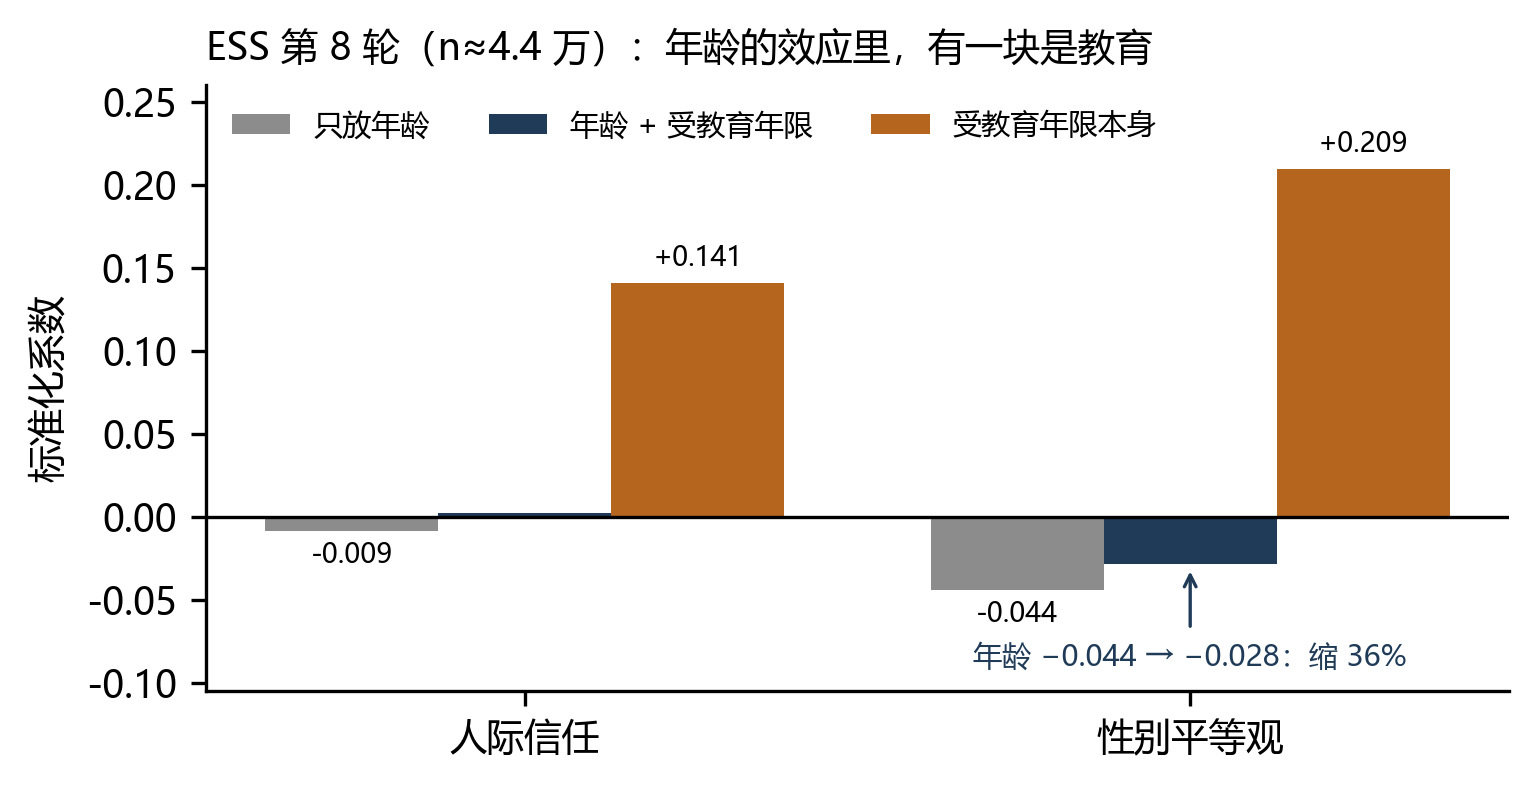 ESS 第 8 轮（n≈4.4 万）：年龄的效应里，有一块是教育
只放年龄
年龄 + 受教育年限
受教育年限本身
标准化系数
0.25
0.20
0.15
0.10
0.05
0.00
-0.05
-0.10
+0.141
+0.209
-0.009
-0.044
年龄 −0.044 → −0.028：缩 36%
人际信任
性别平等观